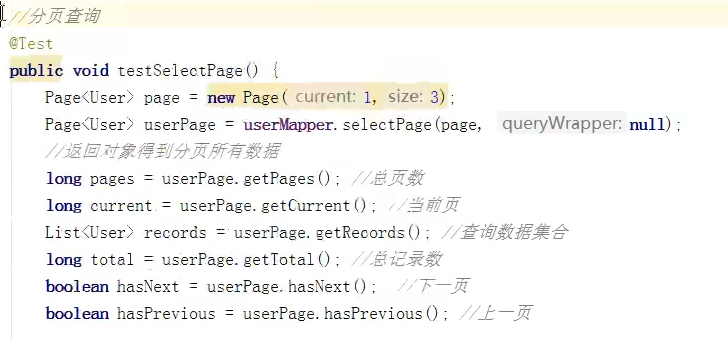 //分页查询
@Test
public void testSelectPage() {
Page<User> page = new Page( current: 1, size: 3);
Page<User> userPage = userMapper.selectPage(page, queryWrapper: null);
//返回对象得到分页所有数据
long pages = userPage.getPages(); //总页数
long current = userPage.getCurrent(); //当前页
List<User> records = userPage.getRecords(); //查询数据集合
long total = userPage.getTotal(); //总记录数
boolean hasNext = userPage.hasNext(); //下一页
boolean hasPrevious = userPage.hasPrevious(); //上一页